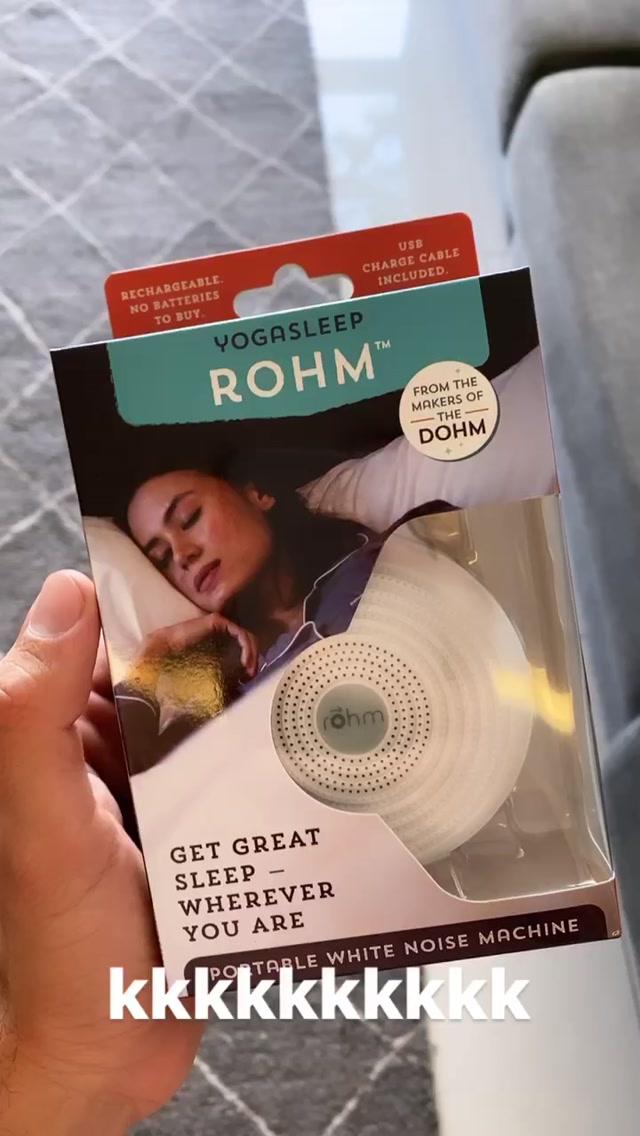 RECHARGEABLE.
NO BATTERIES
TO BUY.
USB
CHARGE CABLE
INCLUDED.
YOGASLEEP
ROHM™
FROM THE
MAKERS OF
THE
DOHM
rohm
GET GREAT
SLEEP —
WHEREVER
YOU ARE
PORTABLE WHITE NOISE MACHINE
kkkkkkkkkkk